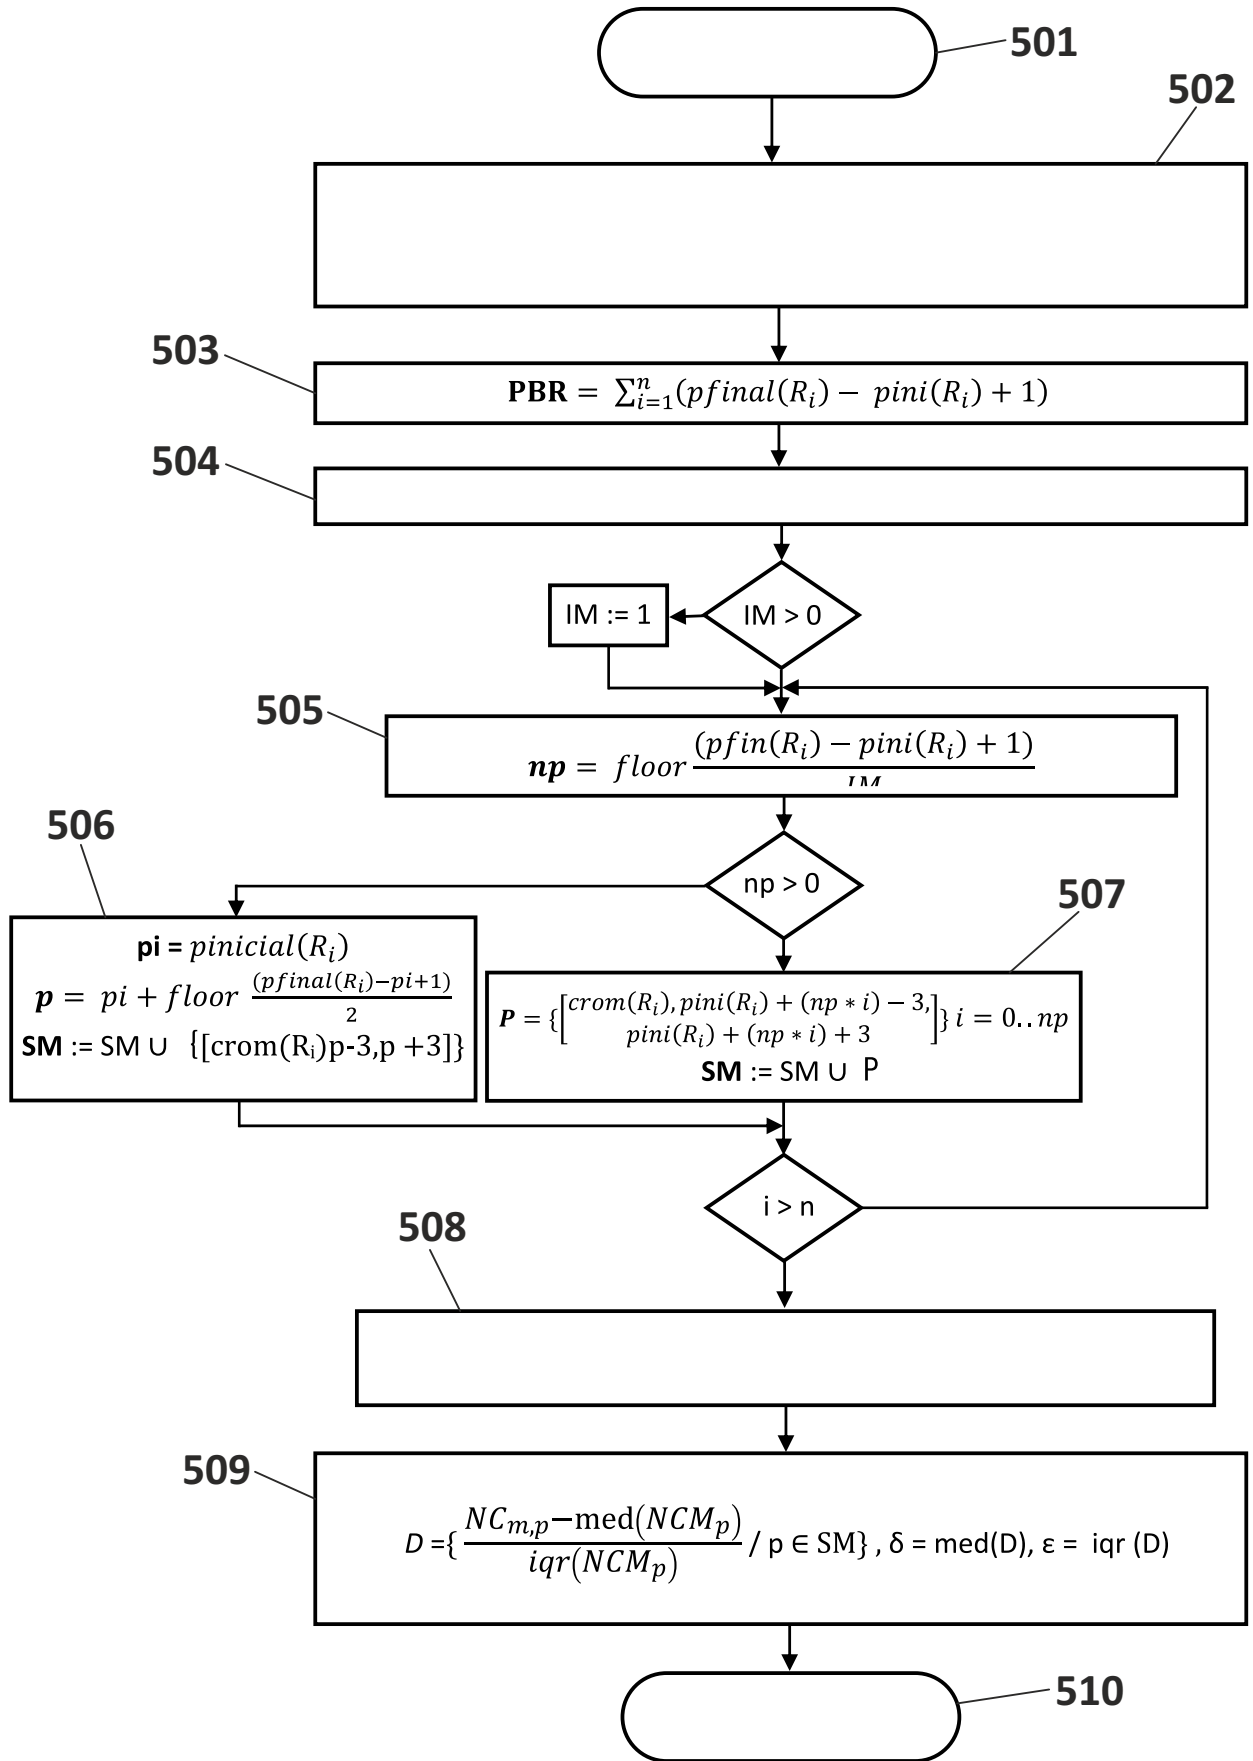 501
502
503
PBR = ∑ⁿᵢ₌₁(pfinal(Rᵢ) − pini(Rᵢ) + 1)
504
IM := 1
IM > 0
505
np = floor (pfin(Rᵢ) − pini(Rᵢ) + 1)
IM
506
np > 0
507
pi = pinicial(Rᵢ)
p = pi + floor (pfinal(Rᵢ)−pi+1)
2
SM := SM ∪ {[crom(Rᵢ)p-3,p +3]}
P = {[crom(Rᵢ), pini(Rᵢ) + (np * i) − 3,
pini(Rᵢ) + (np * i) + 3]} i = 0..np
SM := SM ∪ P
i > n
508
509
D ={ NCₘ,ₚ−med(NCMₚ) / p ∈ SM} , δ = med(D), ε = iqr (D)
iqr(NCMₚ)
510